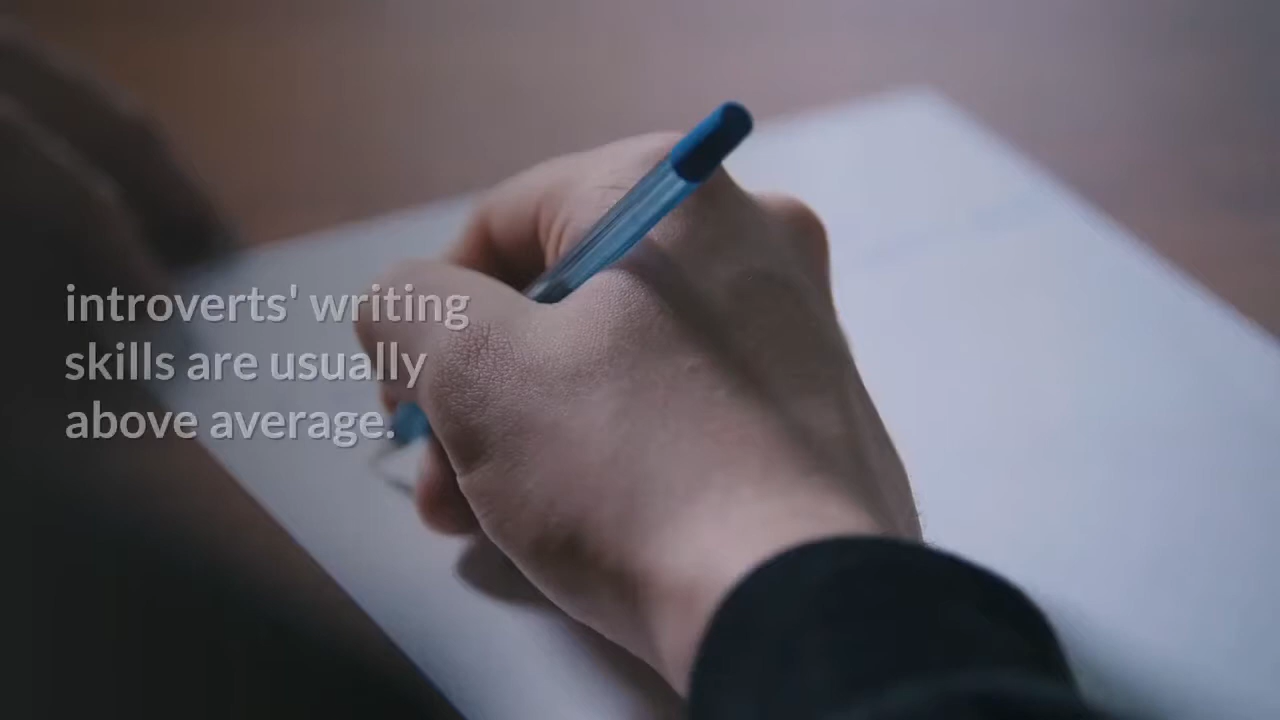 introverts' writing
skills are usually
above average.